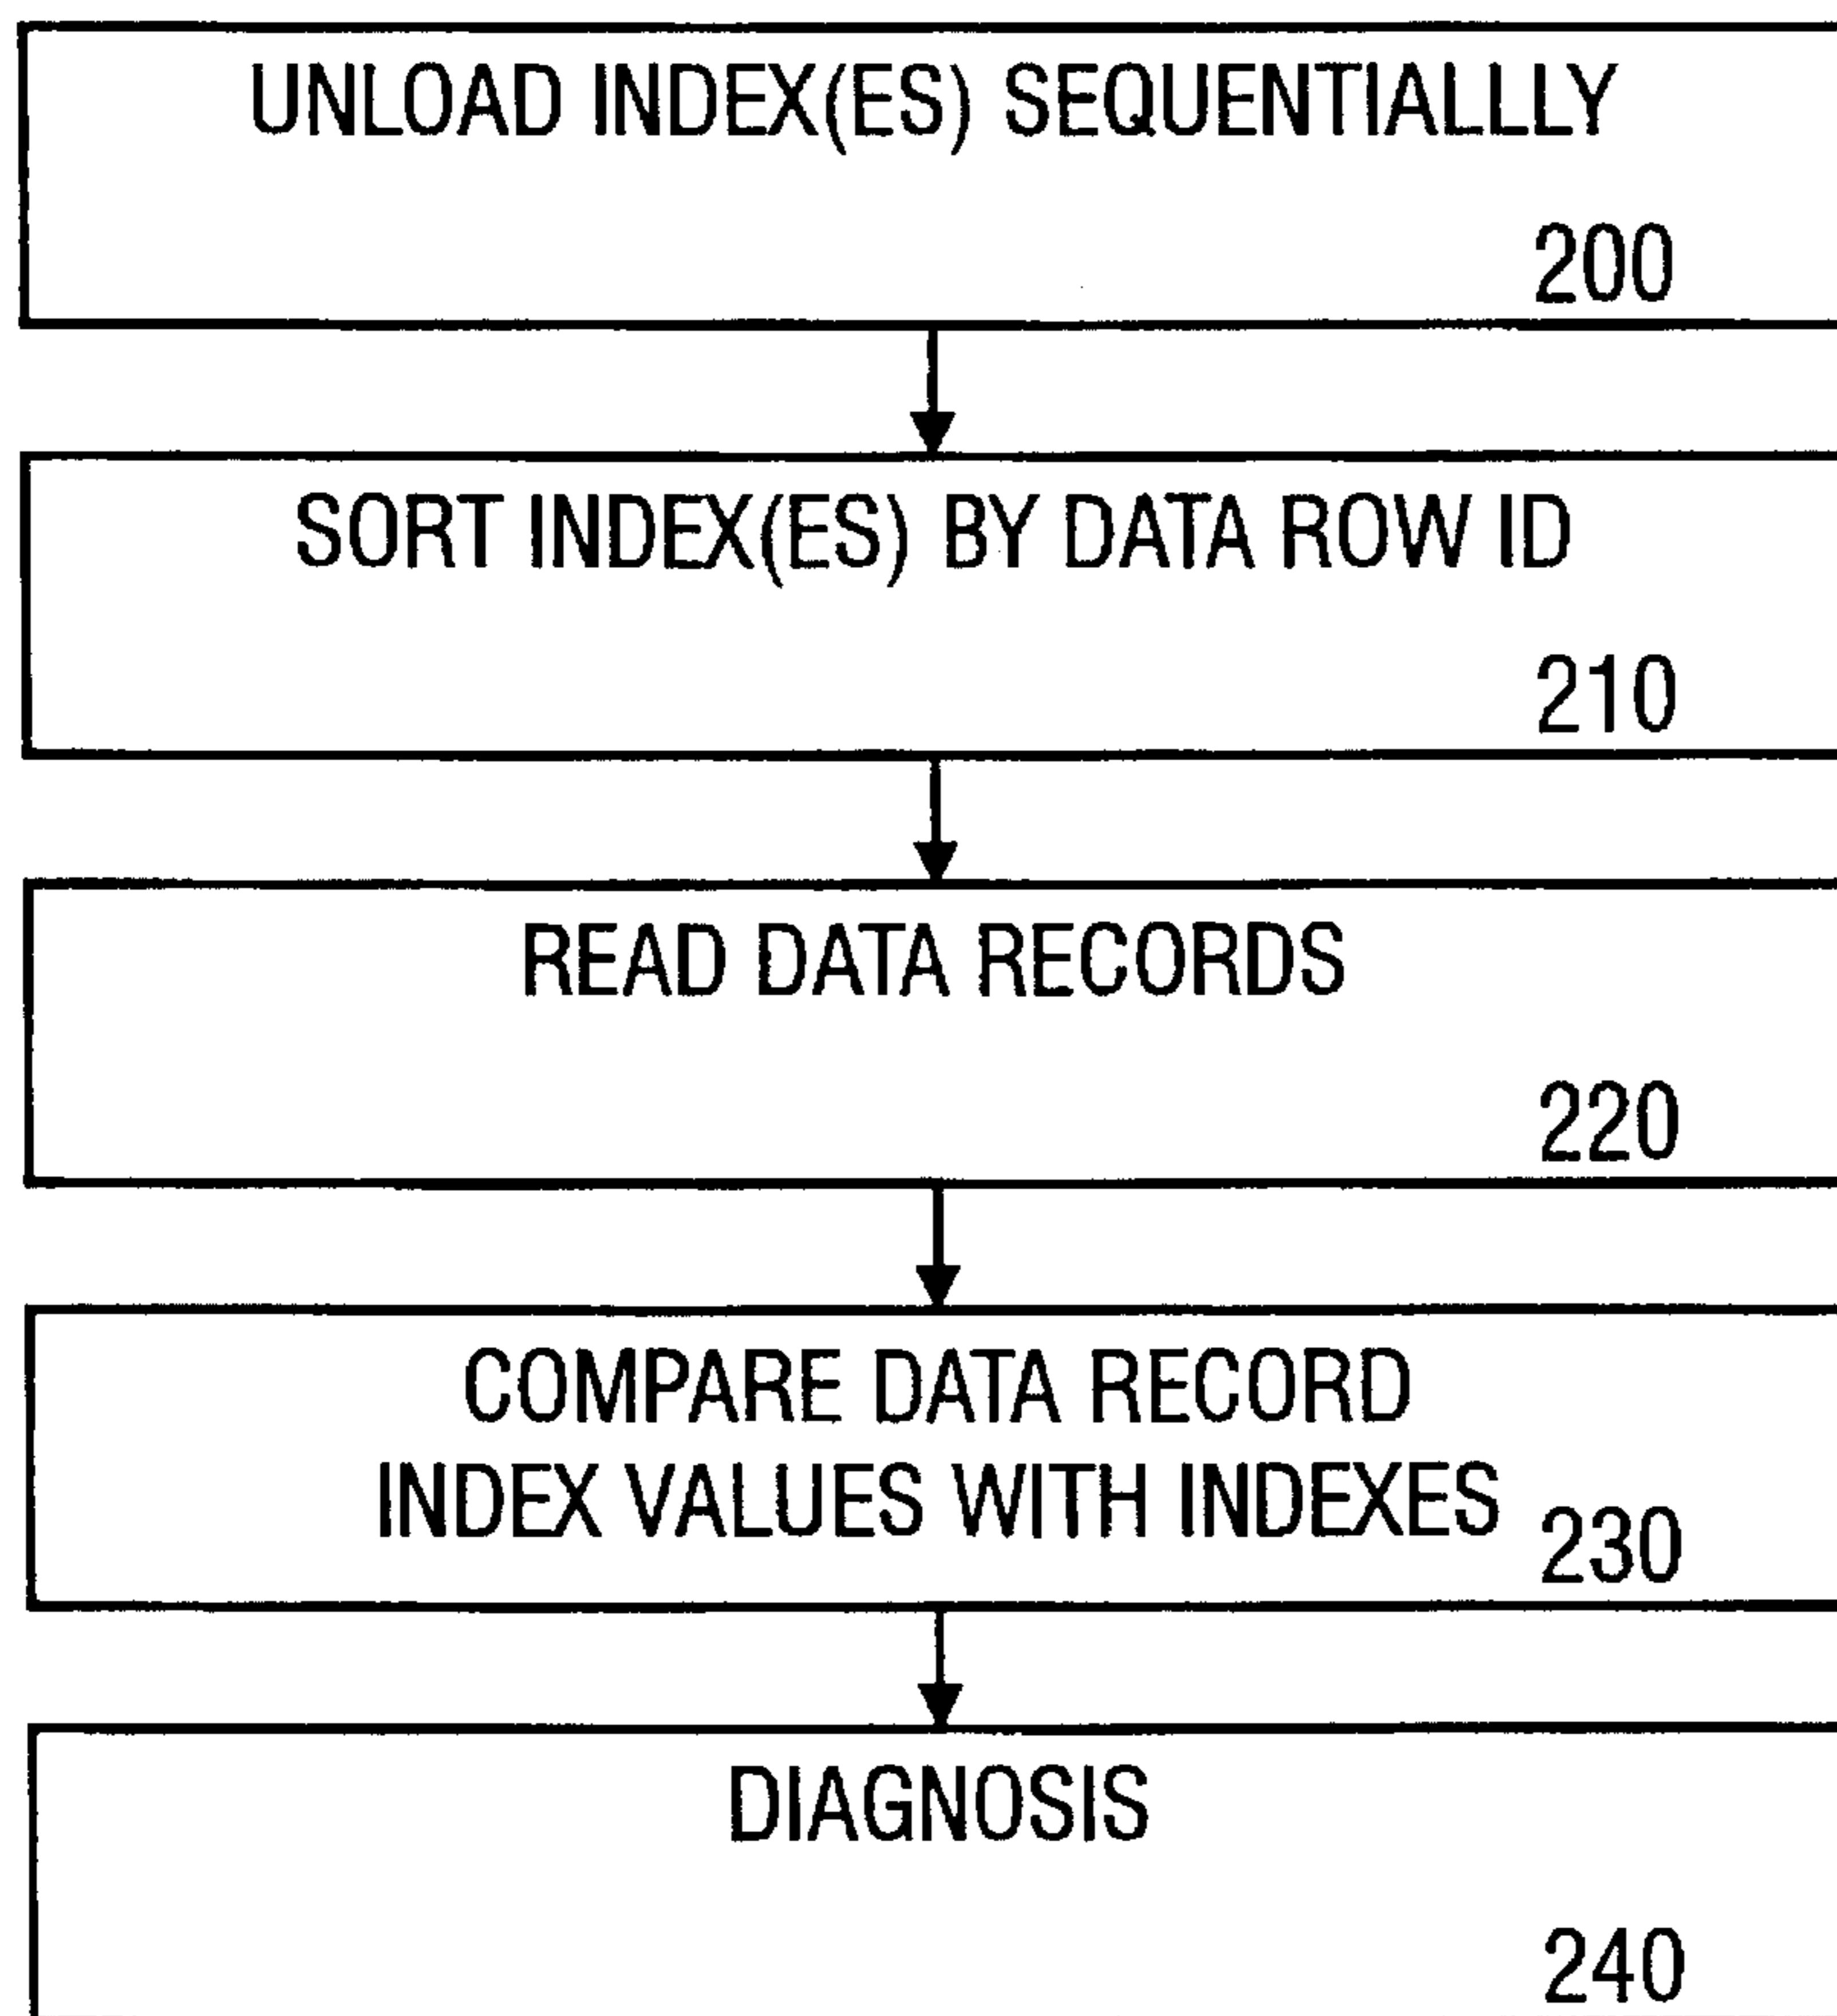 UNLOAD INDEX(ES) SEQUENTIALLLY
200
SORT INDEX(ES) BY DATA ROW ID
210
READ DATA RECORDS
220
COMPARE DATA RECORD
INDEX VALUES WITH INDEXES
230
DIAGNOSIS
240